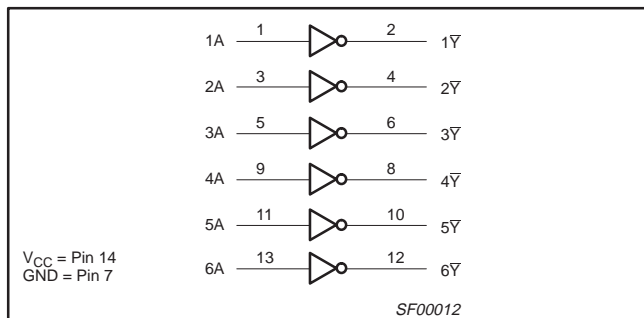 1A 1 2 1Y̅
2A 3 4 2Y̅
3A 5 6 3Y̅
4A 9 8 4Y̅
5A 11 10 5Y̅
6A 13 12 6Y̅
VCC = Pin 14
GND = Pin 7
SF00012